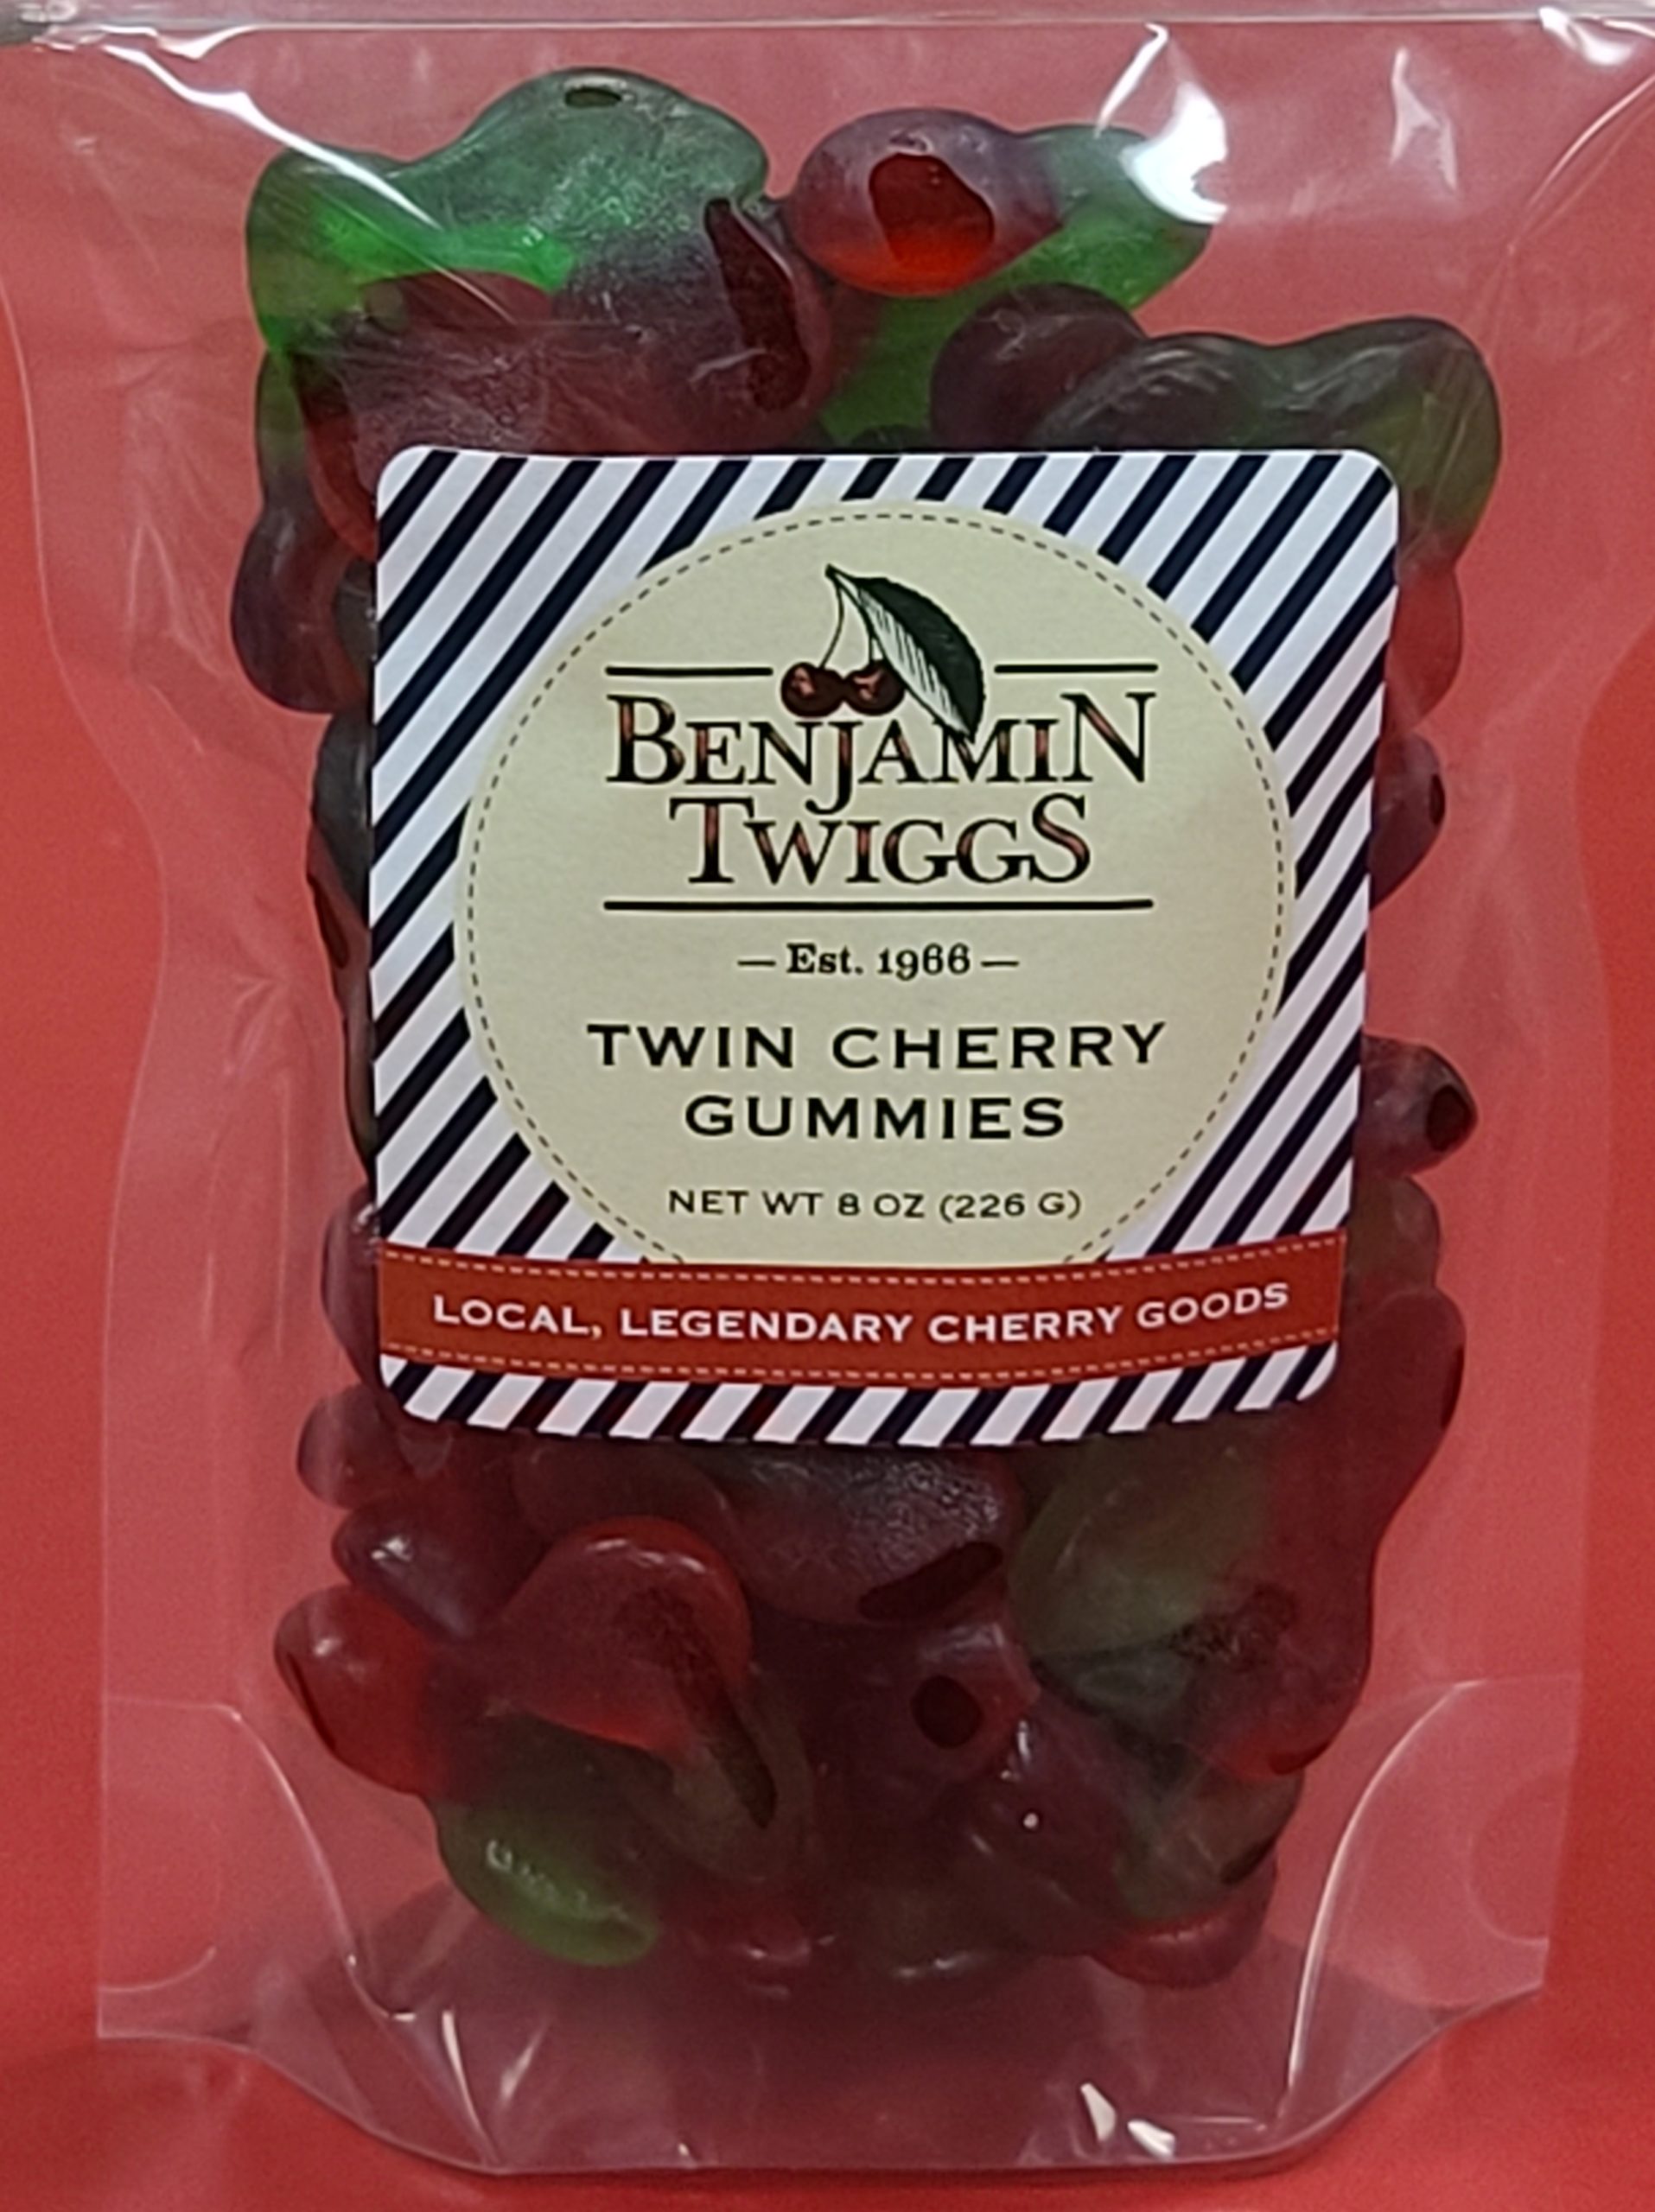 BENJAMIN
TWIGGS
— Est. 1966 —
TWIN CHERRY
GUMMIES
NET WT 8 OZ (226 G)
LOCAL, LEGENDARY CHERRY GOODS